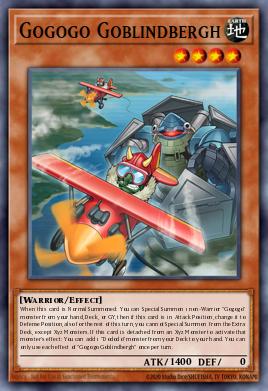 Gogogo Goblindbergh
EARTH
地
[Warrior/Effect]
When this card is Normal Summoned: You can Special Summon 1 non-Warrior "Gogogo"
monster from your hand, Deck, or GY, then if this card is in Attack Position, change it to
Defense Position, also for the rest of this turn, you cannot Special Summon from the Extra
Deck, except Xyz Monsters. If this card is detached from an Xyz Monster to activate that
monster's effect: You can add 1 "Dododo" monster from your Deck to your hand. You can
only use each effect of "Gogogo Goblindbergh" once per turn.
ATK/1400 DEF/ 0